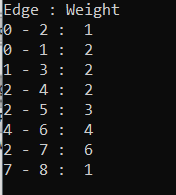 Edge : Weight
0 - 2 :  1
0 - 1 :  2
1 - 3 :  2
2 - 4 :  2
2 - 5 :  3
4 - 6 :  4
2 - 7 :  6
7 - 8 :  1